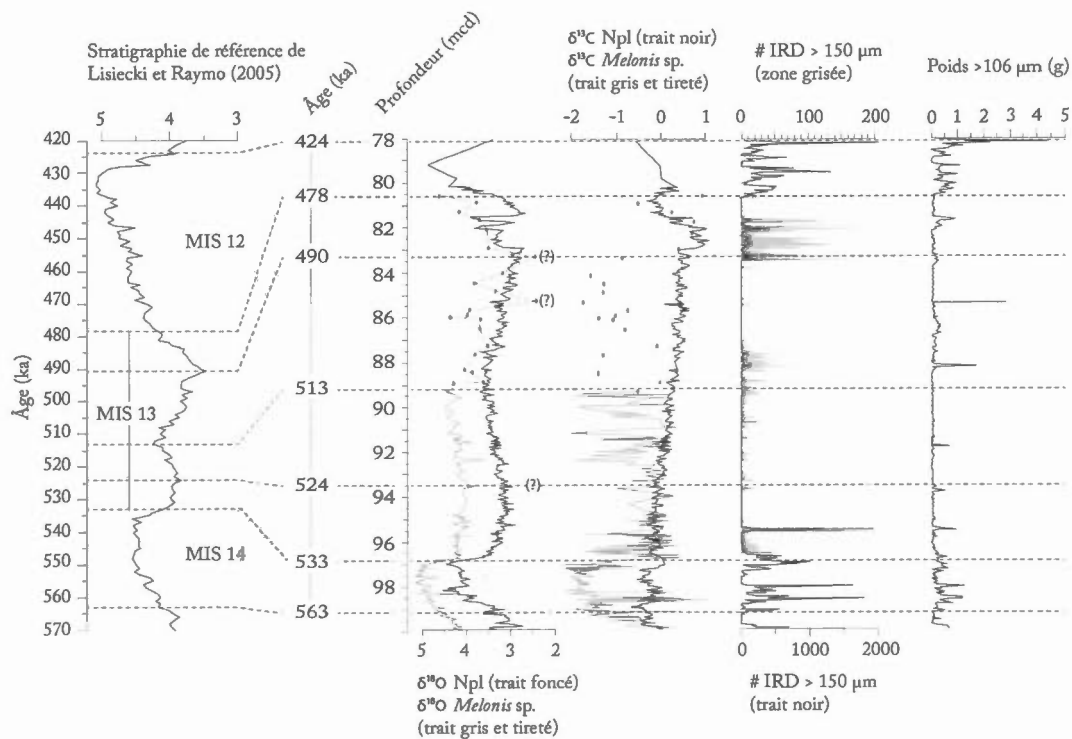 Stratigraphie de référence de
Lisiecki et Raymo (2005)
5 4 3
Âge (ka)
420
430
440
450
460
470
480
490
500
510
520
530
540
550
560
570
MIS 12
MIS 13
MIS 14
Âge (ka)
424
478
490
513
524
533
563
Profondeur (mcd)
78
80
82
84
86
88
90
92
94
96
98
(?)
(?)
(?)
5 4 3 2
δ¹⁸O Npl (trait foncé)
δ¹⁸O Melonis sp.
(trait gris et tireté)
δ¹³C Npl (trait noir)
δ¹³C Melonis sp.
(trait gris et tireté)
-2 -1 0 1
# IRD > 150 µm
(zone grisée)
0 100 200
0 1000 2000
# IRD > 150 µm
(trait noir)
Poids >106 µm (g)
0 1 2 3 4 5